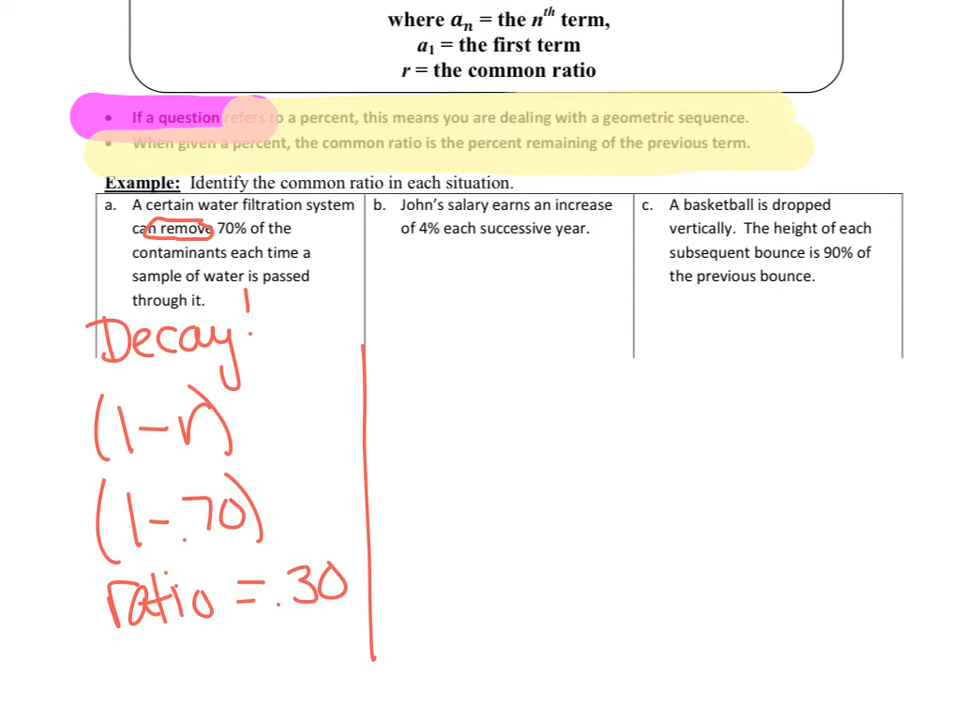 where aₙ = the nᵗʰ term,
a₁ = the first term
r = the common ratio
• If a question refers to a percent, this means you are dealing with a geometric sequence.
• When given a percent, the common ratio is the percent remaining of the previous term.
Example: Identify the common ratio in each situation.
a. A certain water filtration system
can remove 70% of the
contaminants each time a
sample of water is passed
through it.
Decay!
(1-r)
(1-.70)
ratio = .30
b. John’s salary earns an increase
of 4% each successive year.
c. A basketball is dropped
vertically. The height of each
subsequent bounce is 90% of
the previous bounce.